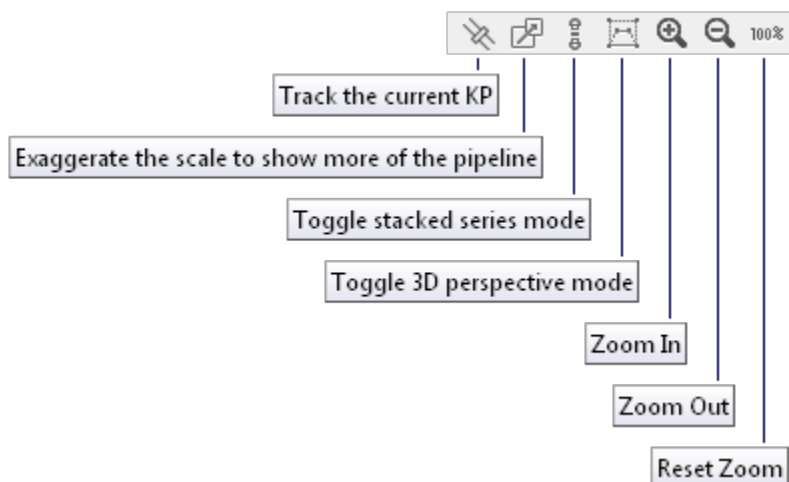 100%
Track the current KP
Exaggerate the scale to show more of the pipeline
Toggle stacked series mode
Toggle 3D perspective mode
Zoom In
Zoom Out
Reset Zoom